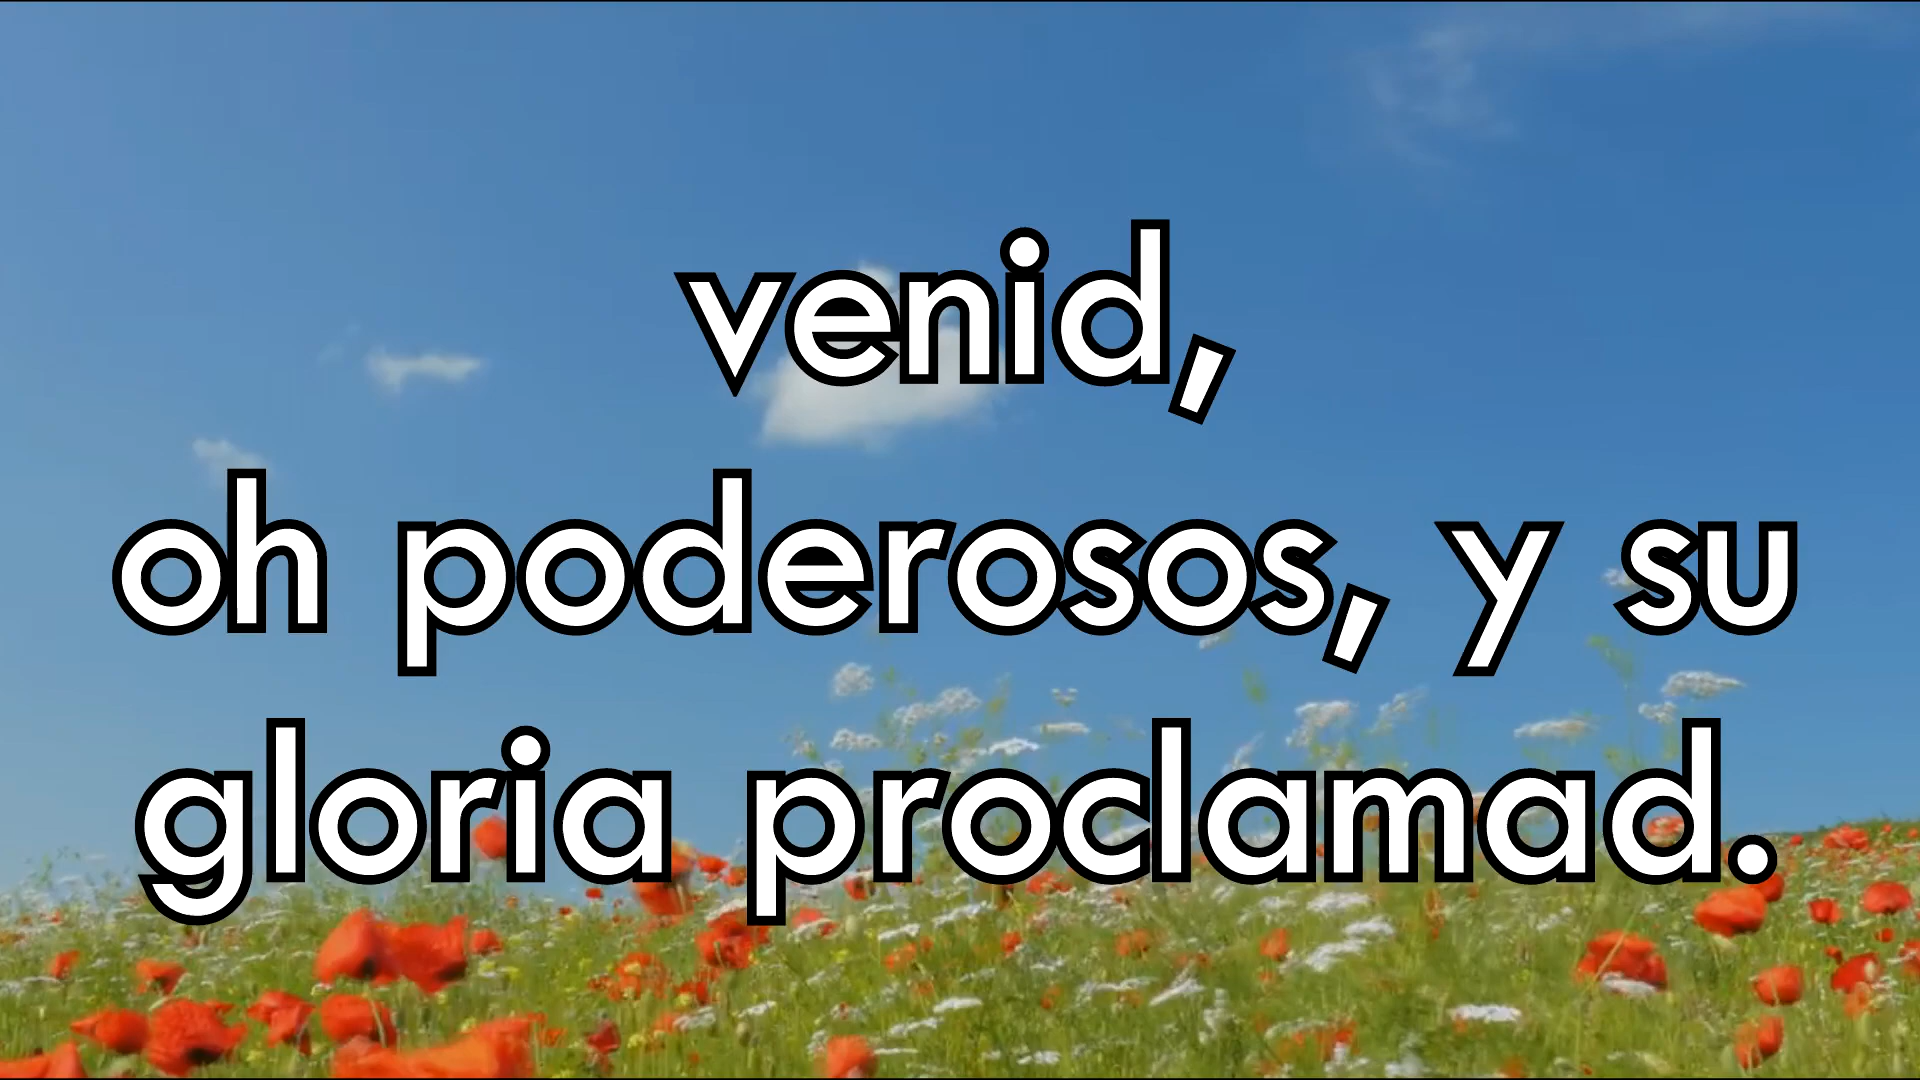 venid,
oh poderosos, y su
gloria proclamad.